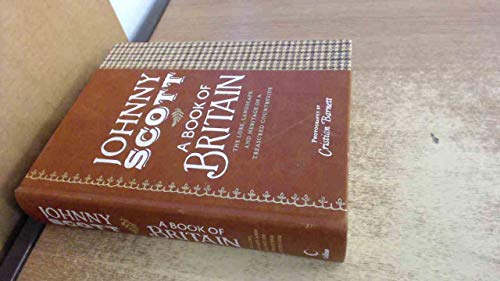 JOHNNY
SCOTT
A BOOK OF
BRITAIN
THE LORE, LANDSCAPE
AND HERITAGE OF A
TREASURED COUNTRYSIDE
PHOTOGRAPHY BY
Cristian Barnett
JOHNNY
SCOTT
A BOOK OF
BRITAIN